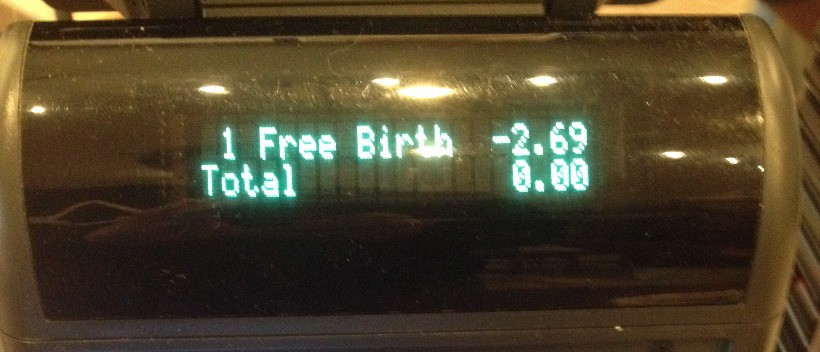 1 Free Birth -2.69
Total 0.00